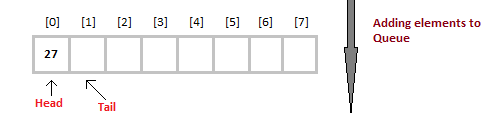 [0] [1] [2] [3] [4] [5] [6] [7]
27
Head
Tail
Adding elements to
Queue